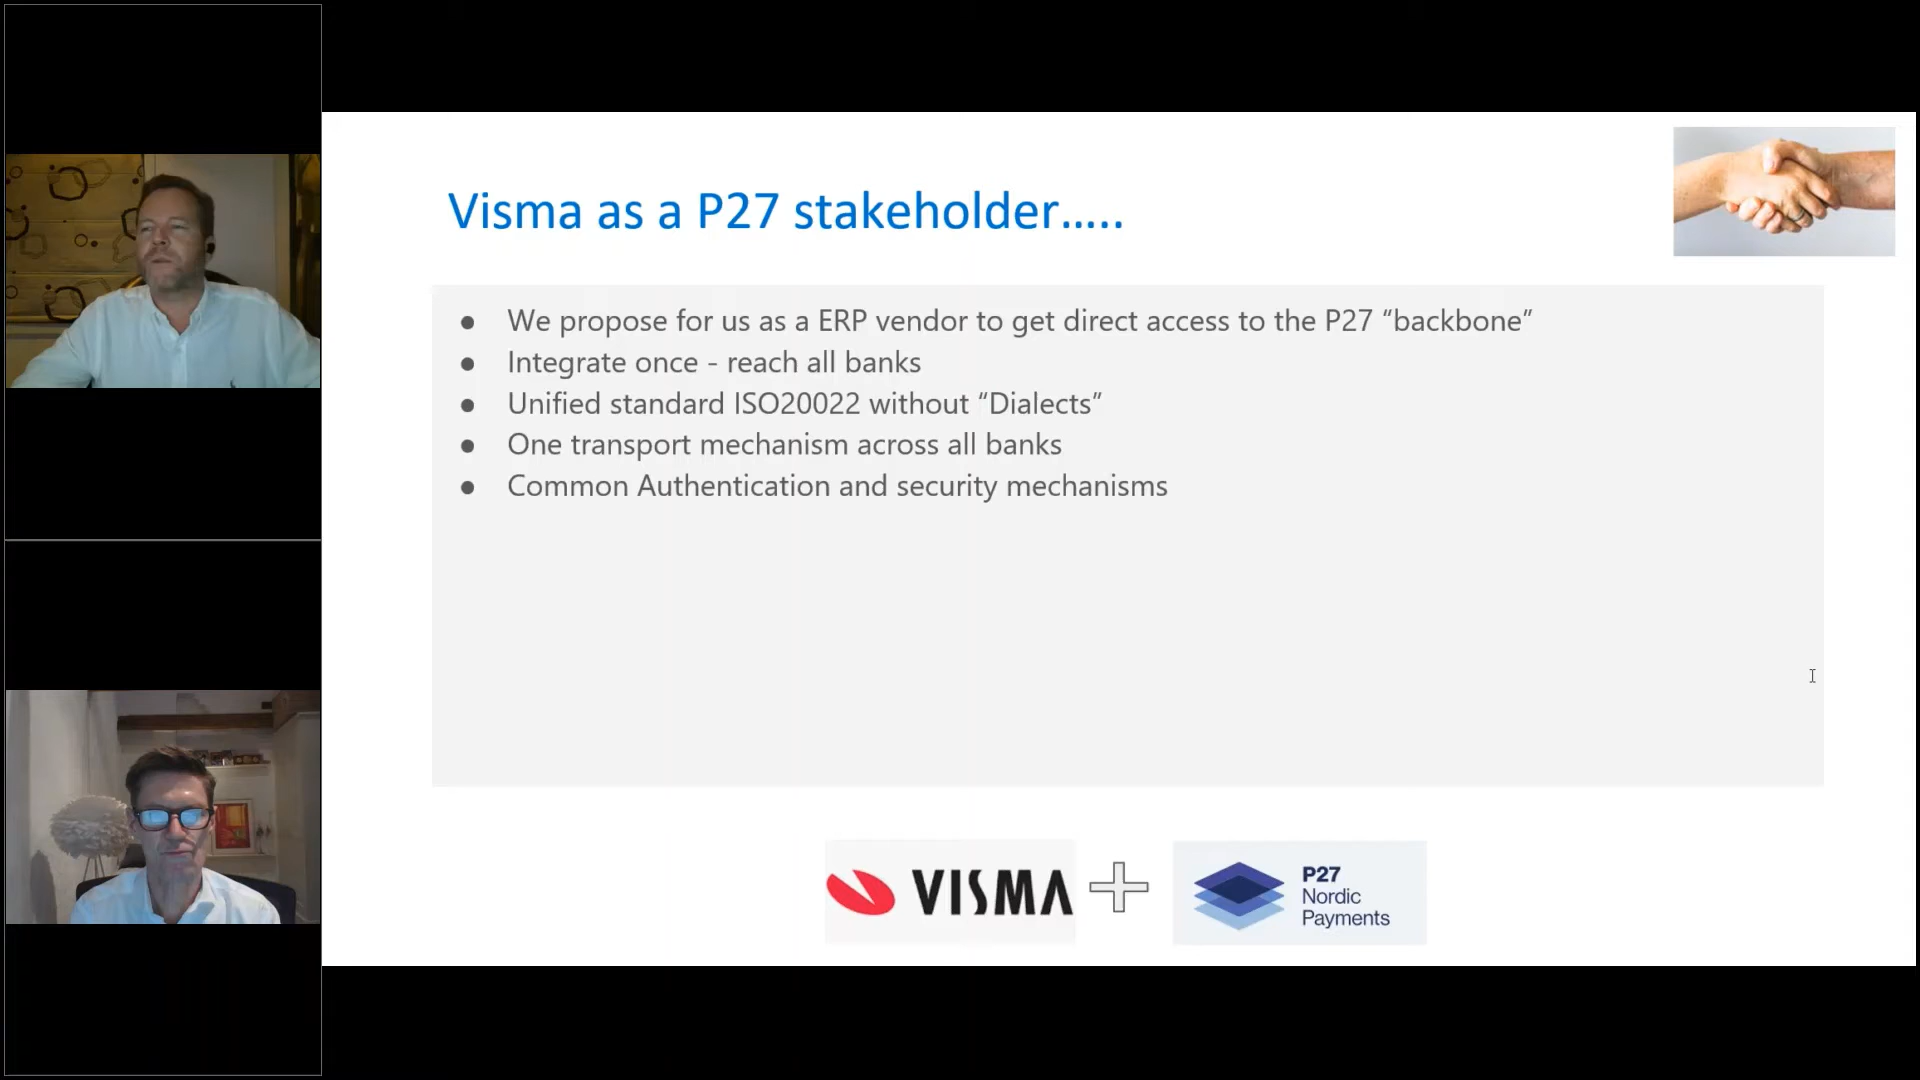 Visma as a P27 stakeholder.....
● We propose for us as a ERP vendor to get direct access to the P27 “backbone”
● Integrate once - reach all banks
● Unified standard ISO20022 without “Dialects”
● One transport mechanism across all banks
● Common Authentication and security mechanisms
VISMA
P27
Nordic
Payments